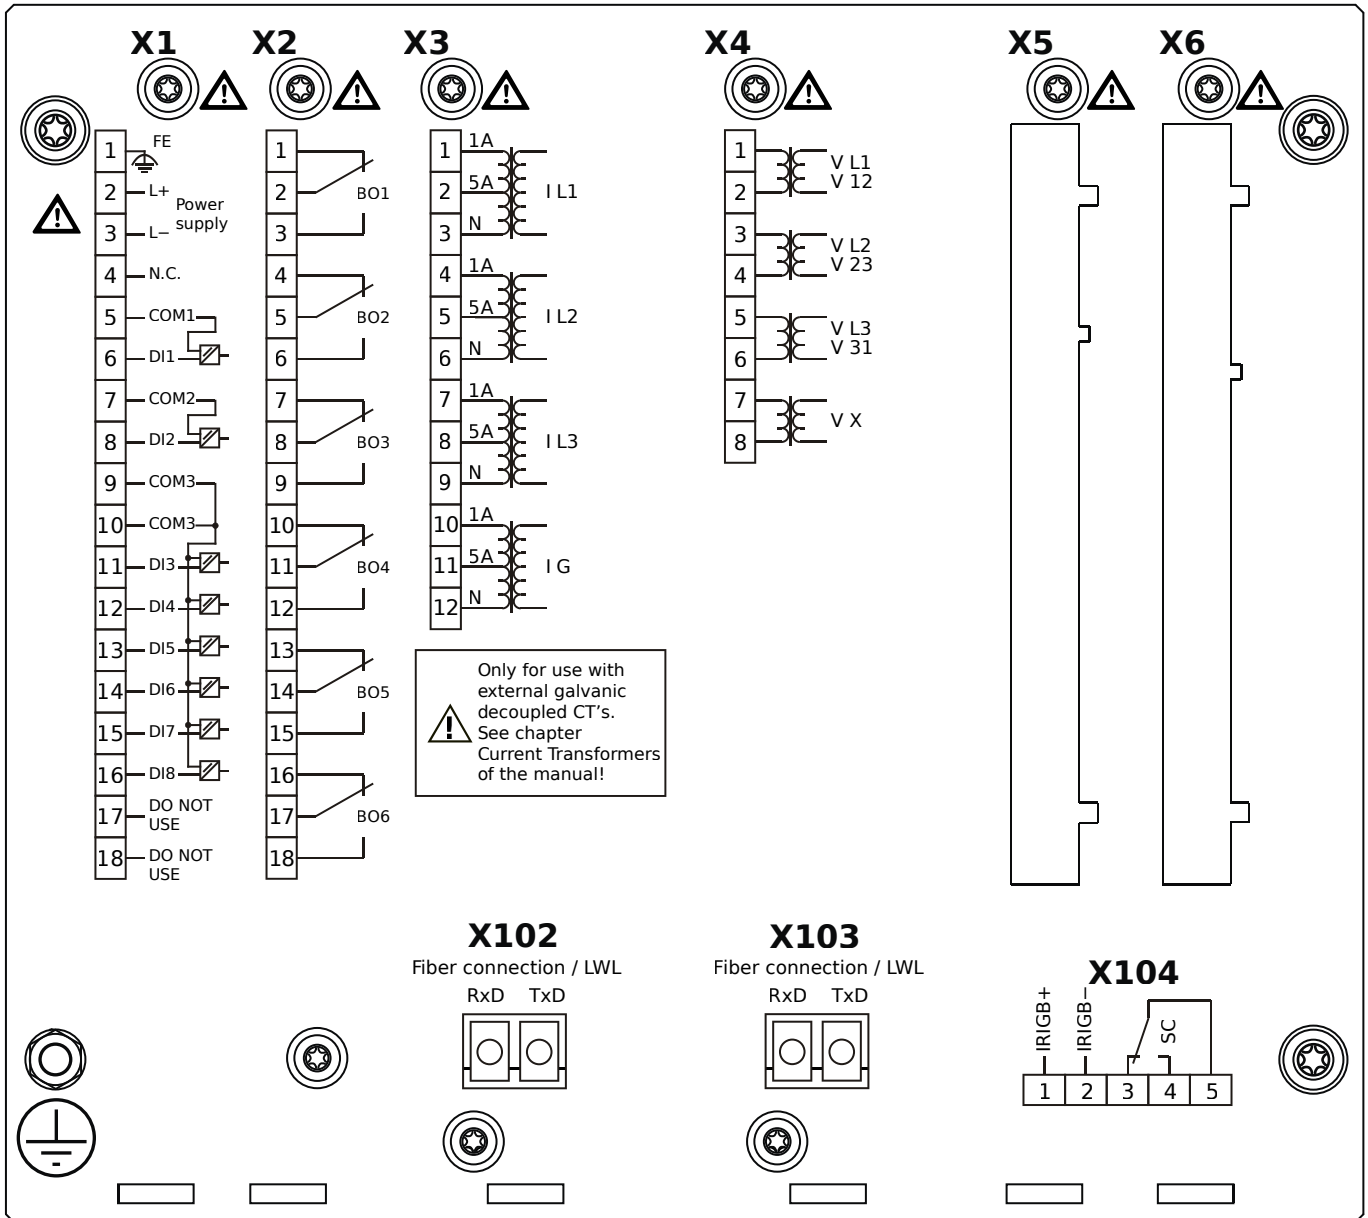 X1 X2 X3 X4 X5 X6
1 FE
2 L+
Power
supply
3 L−
4 N.C.
5 COM1
6 DI1
7 COM2
8 DI2
9 COM3
10 COM3
11 DI3
12 DI4
13 DI5
14 DI6
15 DI7
16 DI8
17 DO NOT
USE
18 DO NOT
USE
1
2 BO1
3
4
5 BO2
6
7
8 BO3
9
10
11 BO4
12
13
14 BO5
15
16
17 BO6
18
1 1A
2 5A I L1
3 N
4 1A
5 5A I L2
6 N
7 1A
8 5A I L3
9 N
10 1A
11 5A I G
12 N
Only for use with
external galvanic
decoupled CT's.
See chapter
Current Transformers
of the manual!
1 V L1
2 V 12
3 V L2
4 V 23
5 V L3
6 V 31
7 V X
8
X102
Fiber connection / LWL
RxD TxD
X103
Fiber connection / LWL
RxD TxD
X104
IRIGB+
IRIGB−
SC
1 2 3 4 5